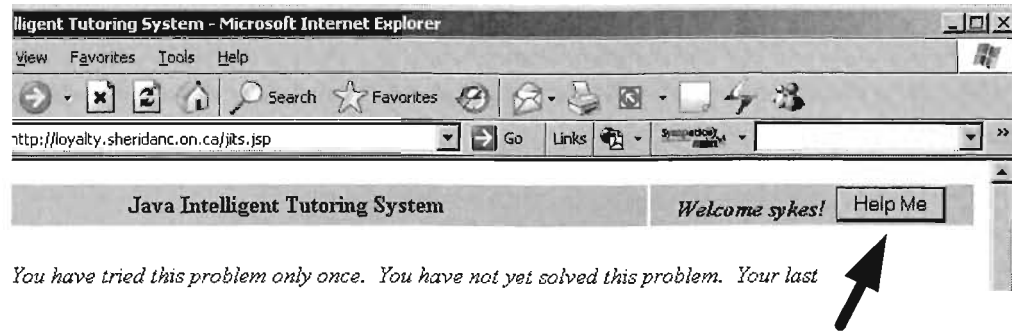 lligent Tutoring System - Microsoft Internet Explorer
View Favorites Tools Help
Search Favorites
http://loyalty.sheridanc.on.ca/jits.jsp Go Links
Java Intelligent Tutoring System Welcome sykes! Help Me
You have tried this problem only once. You have not yet solved this problem. Your last